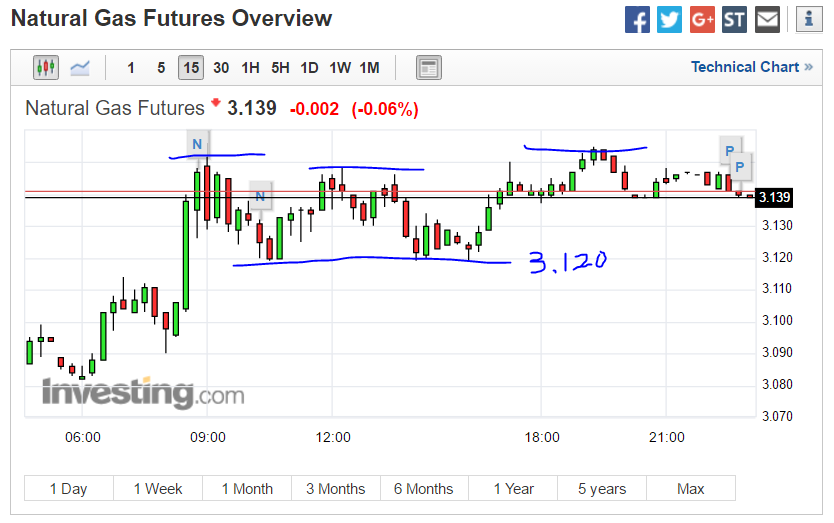 Natural Gas Futures Overview
f G+ ST i
1 5 15 30 1H 5H 1D 1W 1M Technical Chart »
Natural Gas Futures 3.139 -0.002 (-0.06%)
N
P
P
N
3.139
3.130
3.120
3.120
3.110
3.100
3.090
3.080
Investing.com
3.070
06:00 09:00 12:00 18:00 21:00
1 Day 1 Week 1 Month 3 Months 6 Months 1 Year 5 years Max